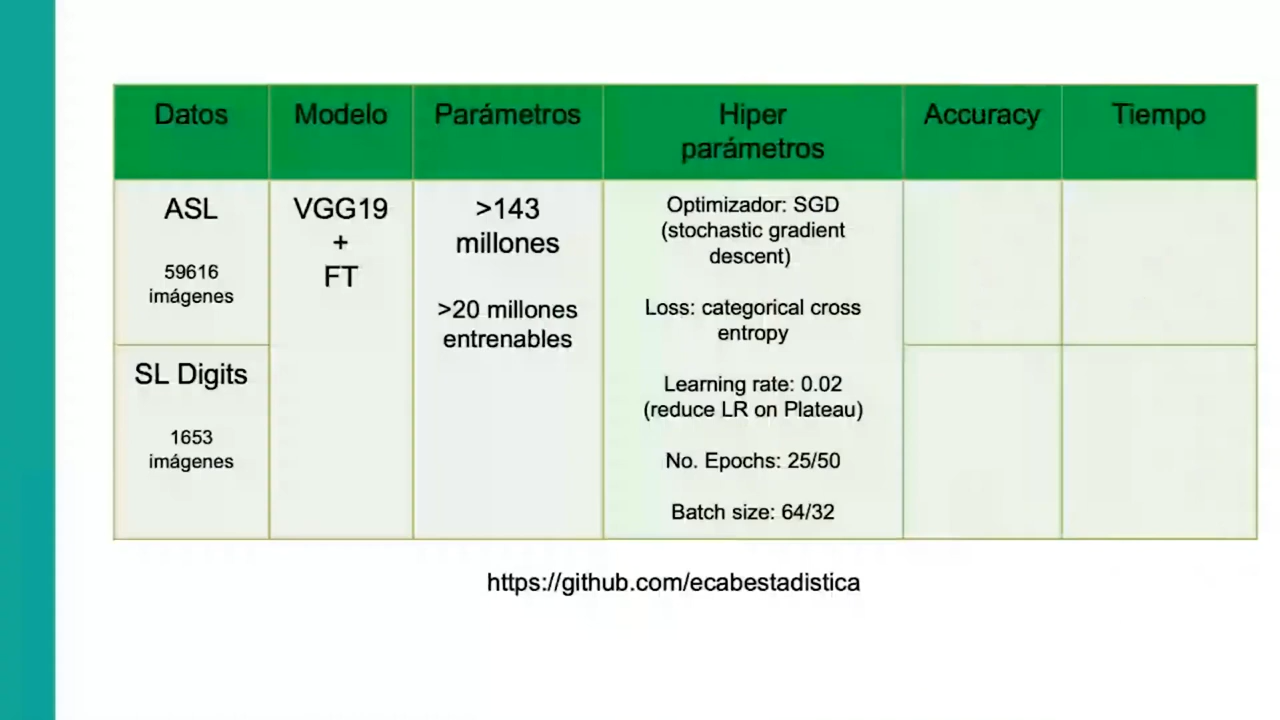 Datos
Modelo
Parámetros
Hiper
parámetros
Accuracy
Tiempo
ASL
59616
imágenes
VGG19
+
FT
>143
millones
>20 millones
entrenables
Optimizador: SGD
(stochastic gradient
descent)
Loss: categorical cross
entropy
Learning rate: 0.02
(reduce LR on Plateau)
No. Epochs: 25/50
Batch size: 64/32
SL Digits
1653
imágenes
https://github.com/ecabestadistica